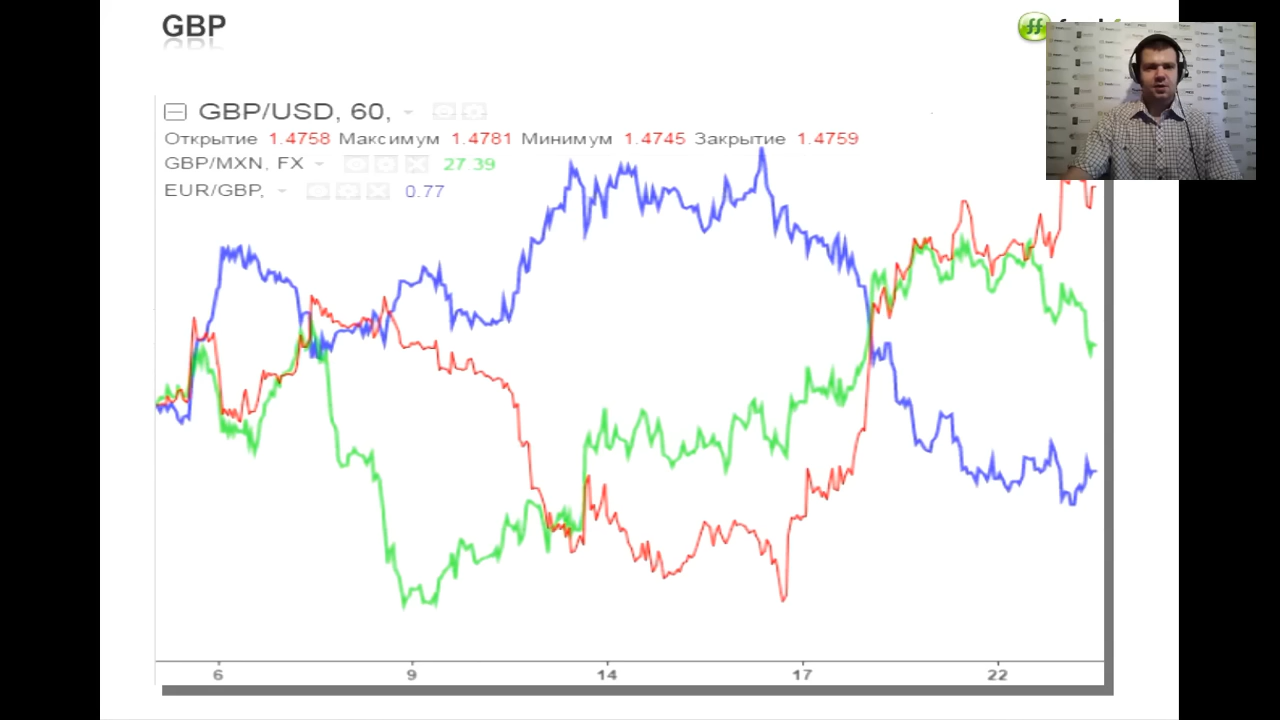 GBP
ff
GBP/USD, 60,
Открытие 1.4758 Максимум 1.4781 Минимум 1.4745 Закрытие 1.4759
GBP/MXN, FX 27 39
EUR/GBP, 0.77
6 9 14 17 22